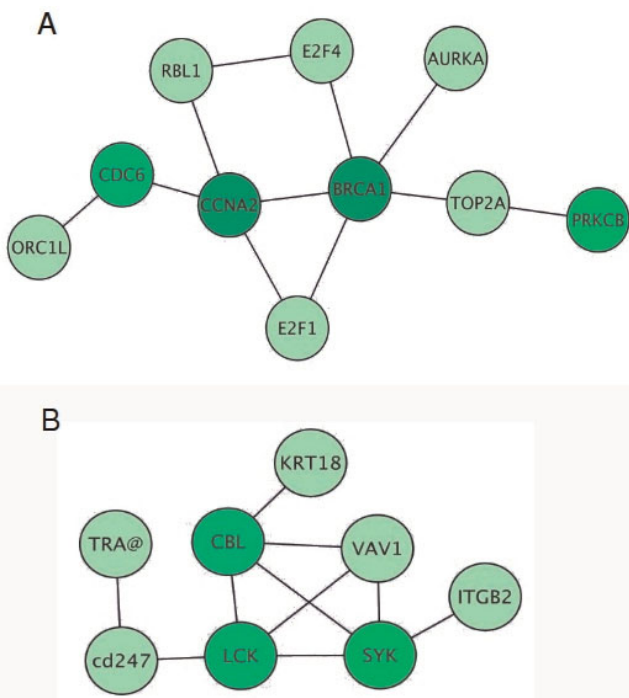 A
E2F4
RBL1
AURKA
CDC6
BRCA1
CCNA2
TOP2A
PRKCB
ORC1L
E2F1
B
KRT18
TRA@
CBL
VAV1
ITGB2
cd247
LCK
SYK